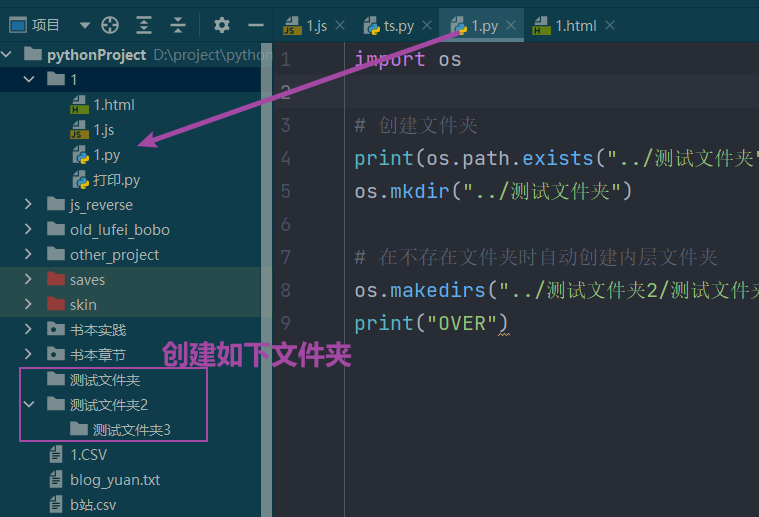 项目
1.js
ts.py
1.py
1.html
pythonProject D:\project\python
1
1.html
1.js
1.py
打印.py
js_reverse
old_lufei_bobo
other_project
saves
skin
书本实践
书本章节
测试文件夹
测试文件夹2
测试文件夹3
1.CSV
blog_yuan.txt
b站.csv
1 import os
2
3 # 创建文件夹
4 print(os.path.exists("../测试文件夹"
5 os.mkdir("../测试文件夹")
6
7 # 在不存在文件夹时自动创建内层文件夹
8 os.makedirs("../测试文件夹2/测试文件夹
9 print("OVER")
创建如下文件夹